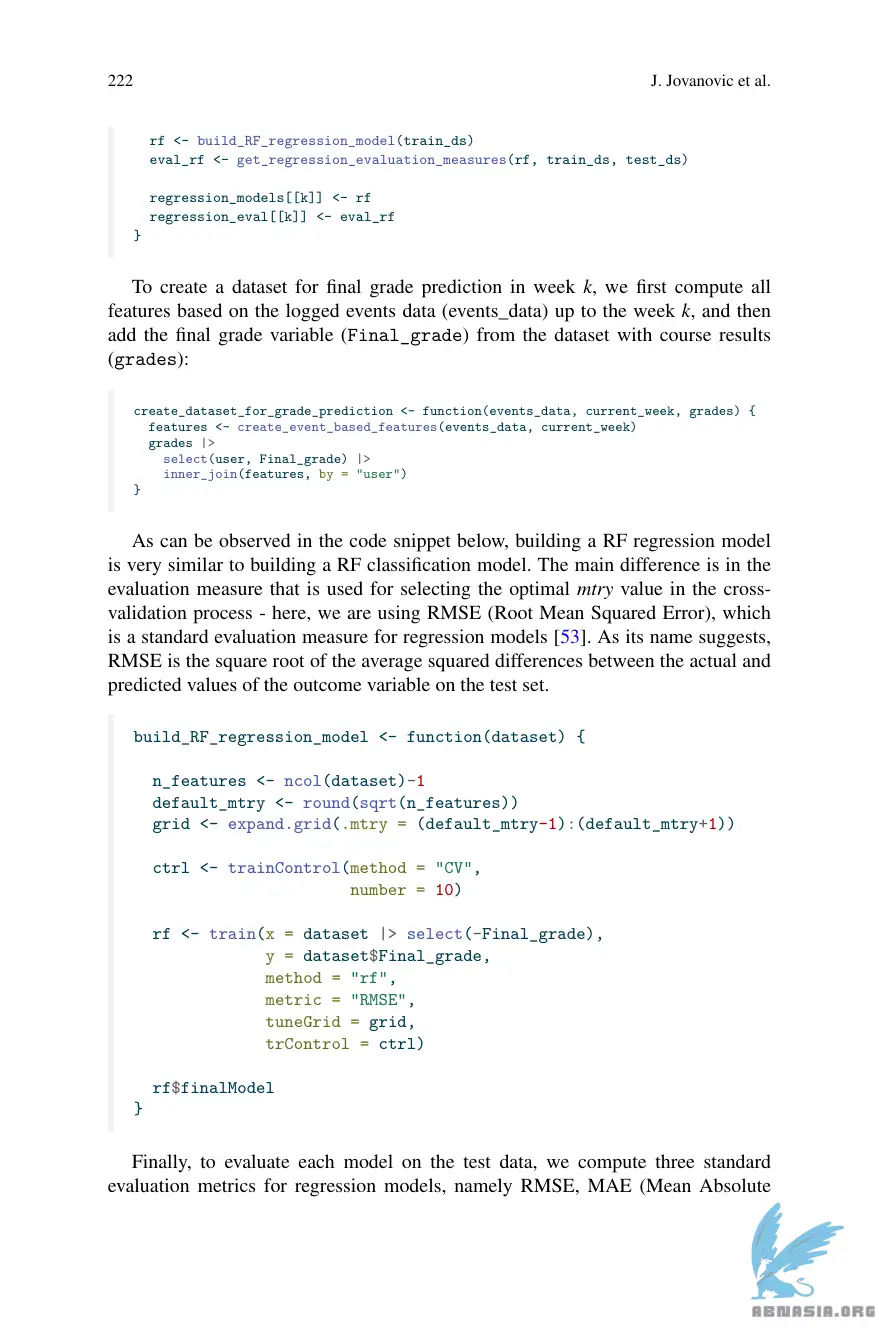 222
J. Jovanovic et al.
rf <- build_RF_regression_model(train_ds)
eval_rf <- get_regression_evaluation_measures(rf, train_ds, test_ds)
regression_models[[k]] <- rf
regression_eval[[k]] <- eval_rf
}
To create a dataset for final grade prediction in week k, we first compute all
features based on the logged events data (events_data) up to the week k, and then
add the final grade variable (Final_grade) from the dataset with course results
(grades):
create_dataset_for_grade_prediction <- function(events_data, current_week, grades) {
features <- create_event_based_features(events_data, current_week)
grades |>
select(user, Final_grade) |>
inner_join(features, by = "user")
}
As can be observed in the code snippet below, building a RF regression model
is very similar to building a RF classification model. The main difference is in the
evaluation measure that is used for selecting the optimal mtry value in the cross-
validation process - here, we are using RMSE (Root Mean Squared Error), which
is a standard evaluation measure for regression models [53]. As its name suggests,
RMSE is the square root of the average squared differences between the actual and
predicted values of the outcome variable on the test set.
build_RF_regression_model <- function(dataset) {
n_features <- ncol(dataset)-1
default_mtry <- round(sqrt(n_features))
grid <- expand.grid(.mtry = (default_mtry-1):(default_mtry+1))
ctrl <- trainControl(method = "CV",
number = 10)
rf <- train(x = dataset |> select(-Final_grade),
y = dataset$Final_grade,
method = "rf",
metric = "RMSE",
tuneGrid = grid,
trControl = ctrl)
rf$finalModel
}
Finally, to evaluate each model on the test data, we compute three standard
evaluation metrics for regression models, namely RMSE, MAE (Mean Absolute
ABNASIA.ORG